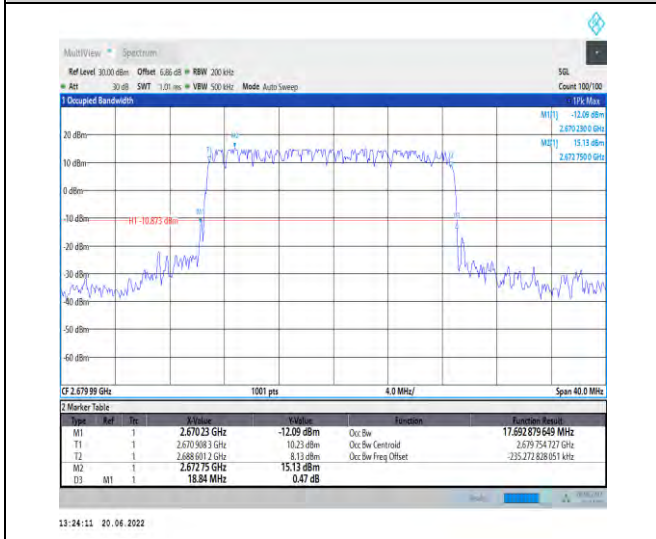 MultiView Spectrum
Ref Level 30.00 dBm Offset 6.86 dB RBW 200 kHz SGL
Att 30 dB SWT 1.01 ms VBW 500 kHz Mode Auto Sweep Count 100/100
1 Occupied Bandwidth 1Pk Max
M1[1] -12.09 dBm
2.670 230 0 GHz
20 dBm M2[1] 15.13 dBm
2.672 750 0 GHz
M2
T1
10 dBm
0 dBm
M1
-10 dBm
H1 -10.873 dBm
-20 dBm
-30 dBm
-40 dBm
-50 dBm
-60 dBm
CF 2.679 99 GHz 1001 pts 4.0 MHz/ Span 40.0 MHz
2 Marker Table
Type Ref Trc X-Value Y-Value Function Function Result
M1 1 2.670 23 GHz -12.09 dBm Occ Bw 17.692 879 649 MHz
T1 1 2.670 908 3 GHz 10.23 dBm Occ Bw Centroid 2.679 754 727 GHz
T2 1 2.688 601 2 GHz 8.13 dBm Occ Bw Freq Offset -235.272 828 051 kHz
M2 1 2.672 75 GHz 15.13 dBm
D3 M1 1 18.84 MHz 0.47 dB
13:24:11 20.06.2022